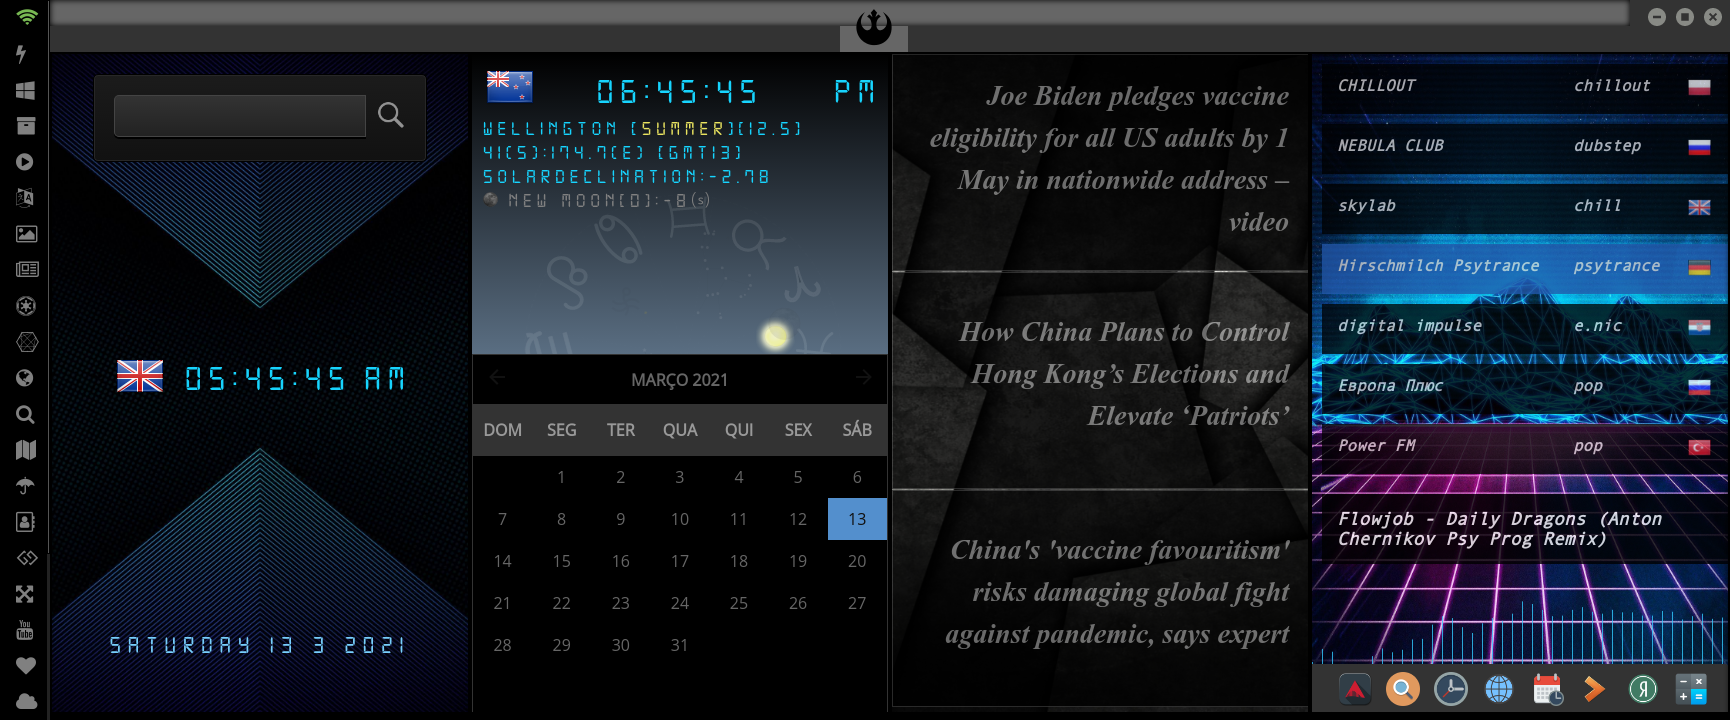 05:45:45 AM
SATURDAY 13 3 2021
06:45:45 PM
WELLINGTON [SUMMER][12.5]
41(S):174.7(E) [GMT13]
SOLARDECLINATION:-2.78
NEW MOON[0]:-8(s)
MARÇO 2021
DOM SEG TER QUA QUI SEX SÁB
1 2 3 4 5 6
7 8 9 10 11 12 13
14 15 16 17 18 19 20
21 22 23 24 25 26 27
28 29 30 31
Joe Biden pledges vaccine
eligibility for all US adults by 1
May in nationwide address –
video
How China Plans to Control
Hong Kong’s Elections and
Elevate ‘Patriots’
China's 'vaccine favouritism'
risks damaging global fight
against pandemic, says expert
CHILLOUT chillout
NEBULA CLUB dubstep
skylab chill
Hirschmilch Psytrance psytrance
digital impulse e.nic
Европа Плюс pop
Power FM pop
Flowjob - Daily Dragons (Anton
Chernikov Psy Prog Remix)
You
Tube
Я